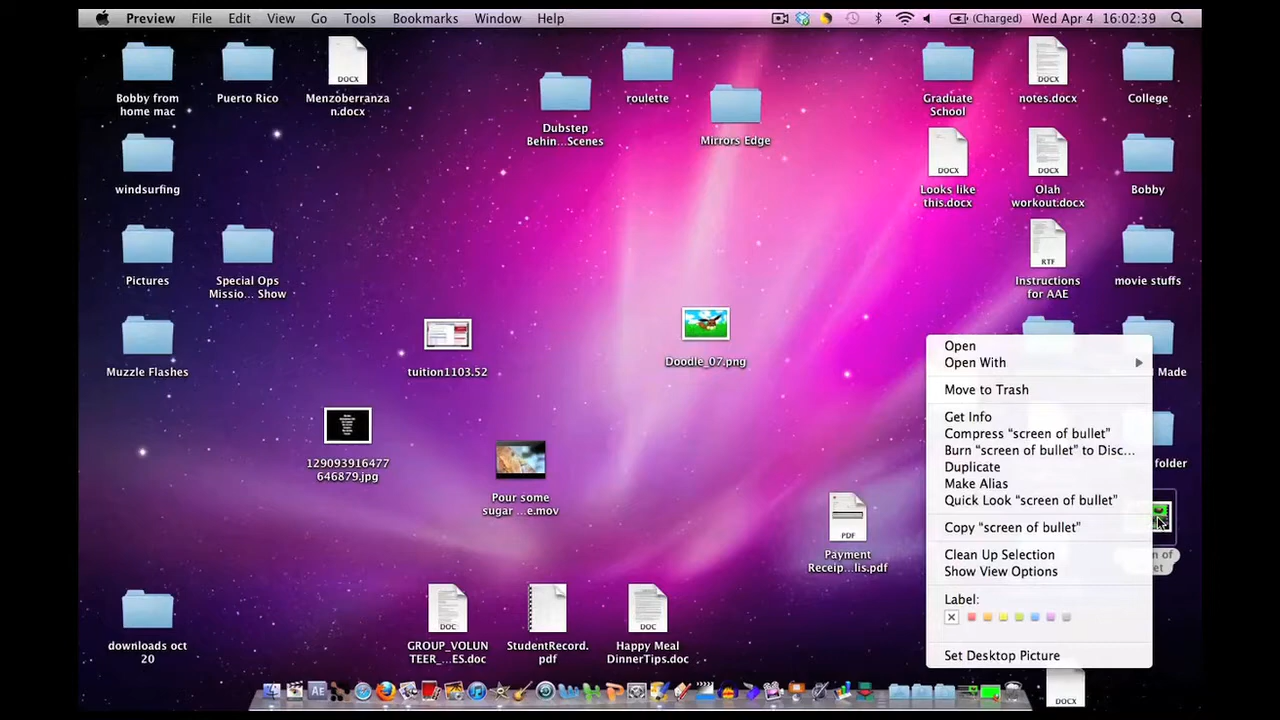 Preview File Edit View Go Tools Bookmarks Window Help (Charged) Wed Apr 4 16:02:39
DOCX
DOCX
Bobby from
home mac
Puerto Rico
Menzoberranza
n.docx
Dubstep
Behin...Scenes
roulette
Mirrors Edge
Graduate
School
notes.docx
College
windsurfing
DOCX
DOCX
Looks like
this.docx
Olah
workout.docx
Bobby
Pictures
Special Ops
Missio... Show
RTF
Instructions
for AAE
movie stuffs
Muzzle Flashes
tuition1103.52
Doodle_07.png
Made
129093916477
646879.jpg
Pour some
sugar ...e.mov
folder
PDF
Payment
Receip...lis.pdf
Open
Open With
Move to Trash
Get Info
Compress “screen of bullet”
Burn “screen of bullet” to Disc...
Duplicate
Make Alias
Quick Look “screen of bullet”
Copy “screen of bullet”
Clean Up Selection
Show View Options
Label:
Set Desktop Picture
downloads oct
20
DOC
GROUP_VOLUN
TEER_...ES.doc
StudentRecord.
pdf
DOC
Happy Meal
DinnerTips.doc
AE
DOCX